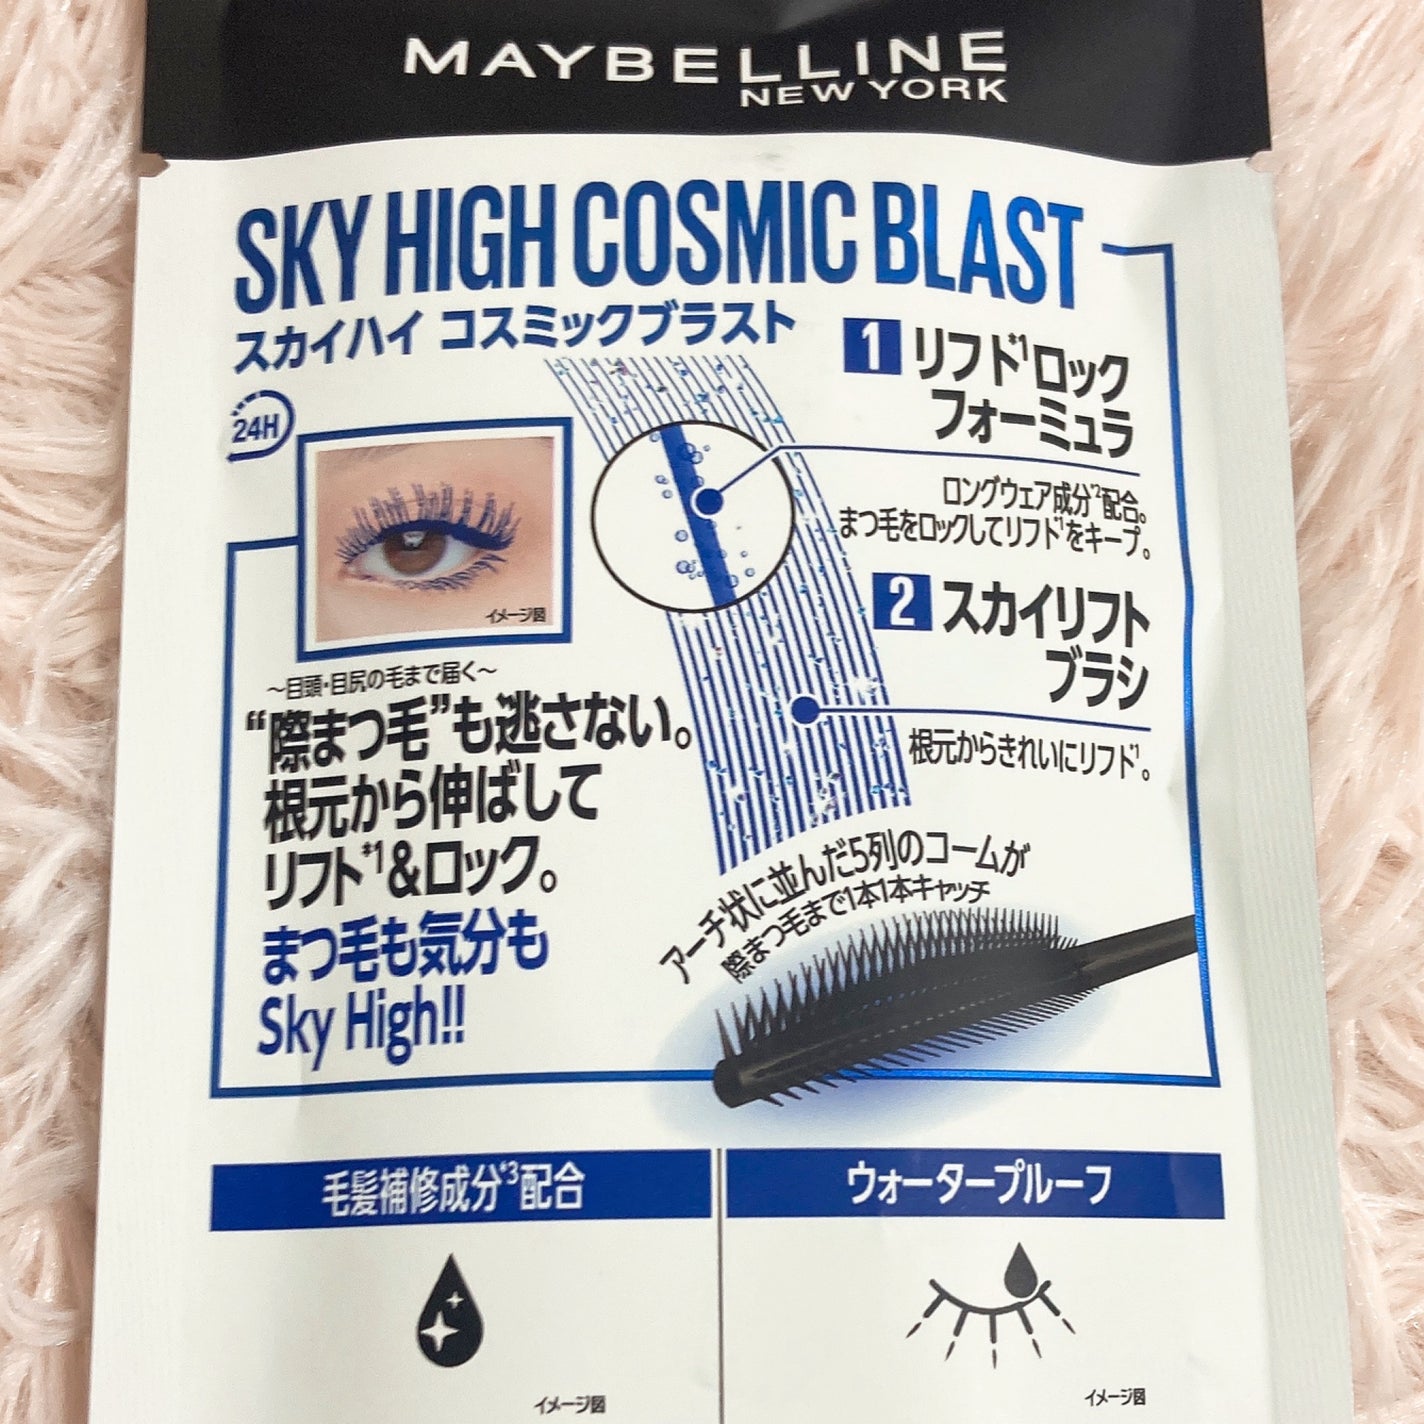 MAYBELLINE
NEW YORK
SKY HIGH COSMIC BLAST
スカイハイ コスミックブラスト
24H
イメージ図
1 リフト*1ロック
フォーミュラ
ロングウェア成分*2配合。
まつ毛をロックしてリフト*1をキープ。
2 スカイリフト
ブラシ
根元からきれいにリフト*1。
～目頭・目尻の毛まで届く～
“際まつ毛”も逃さない。
根元から伸ばして
リフト*1＆ロック。
まつ毛も気分も
Sky High!!
アーチ状に並んだ5列のコームが
際まつ毛まで1本1本キャッチ
毛髪補修成分*3配合
イメージ図
ウォータープルーフ
イメージ図